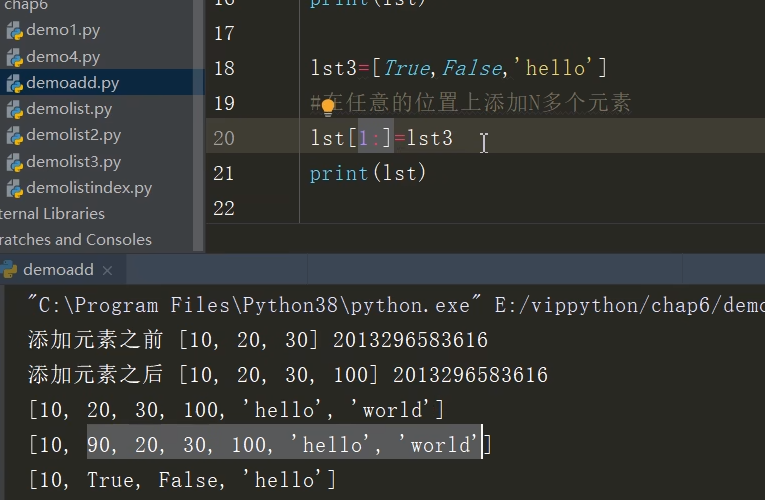 chap6
demo1.py
demo4.py
demoadd.py
demolist.py
demolist2.py
demolist3.py
demolistindex.py
ternal Libraries
ratches and Consoles
16 print(lst)
17
18 lst3=[True,False,'hello']
19 #在任意的位置上添加N多个元素
20 lst[1:]=lst3
21 print(lst)
22
demoadd ×
"C:\Program Files\Python38\python.exe" E:/vippython/chap6/demo
添加元素之前 [10, 20, 30] 2013296583616
添加元素之后 [10, 20, 30, 100] 2013296583616
[10, 20, 30, 100, 'hello', 'world']
[10, 90, 20, 30, 100, 'hello', 'world']
[10, True, False, 'hello']